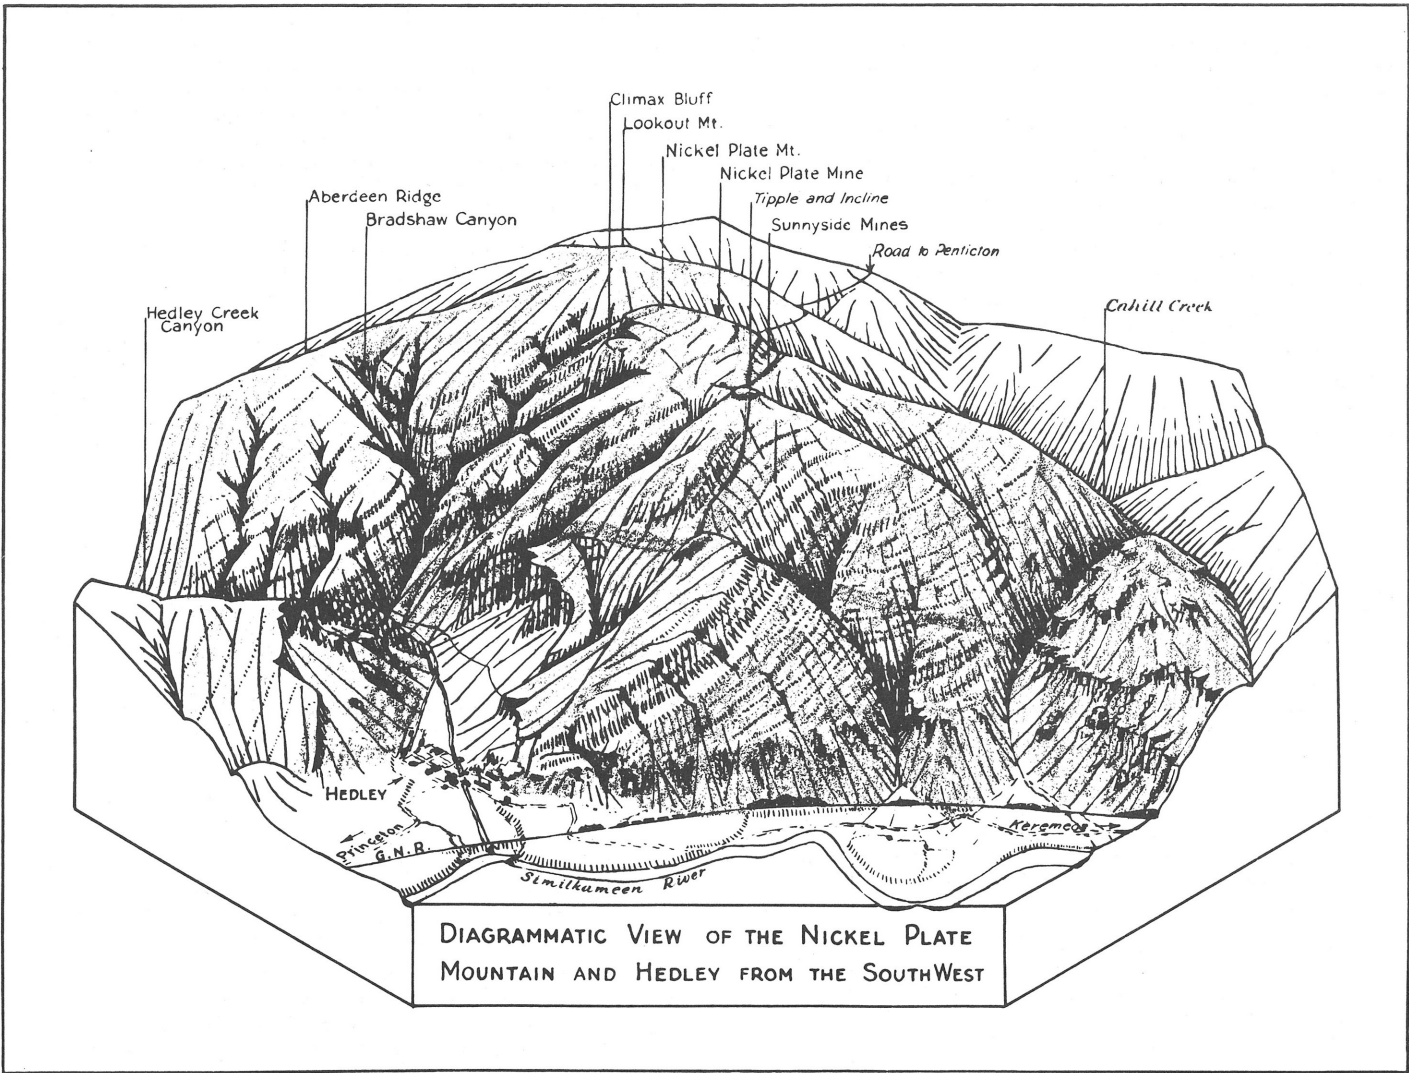 Climax Bluff
Lookout Mt.
Nickel Plate Mt.
Nickel Plate Mine
Tipple and Incline
Sunnyside Mines
Road to Penticton
Aberdeen Ridge
Bradshaw Canyon
Hedley Creek
Canyon
Cahill Creek
HEDLEY
Princeton
G.N.R.
Keremeos
Similkameen River
DIAGRAMMATIC VIEW OF THE NICKEL PLATE
MOUNTAIN AND HEDLEY FROM THE SOUTHWEST